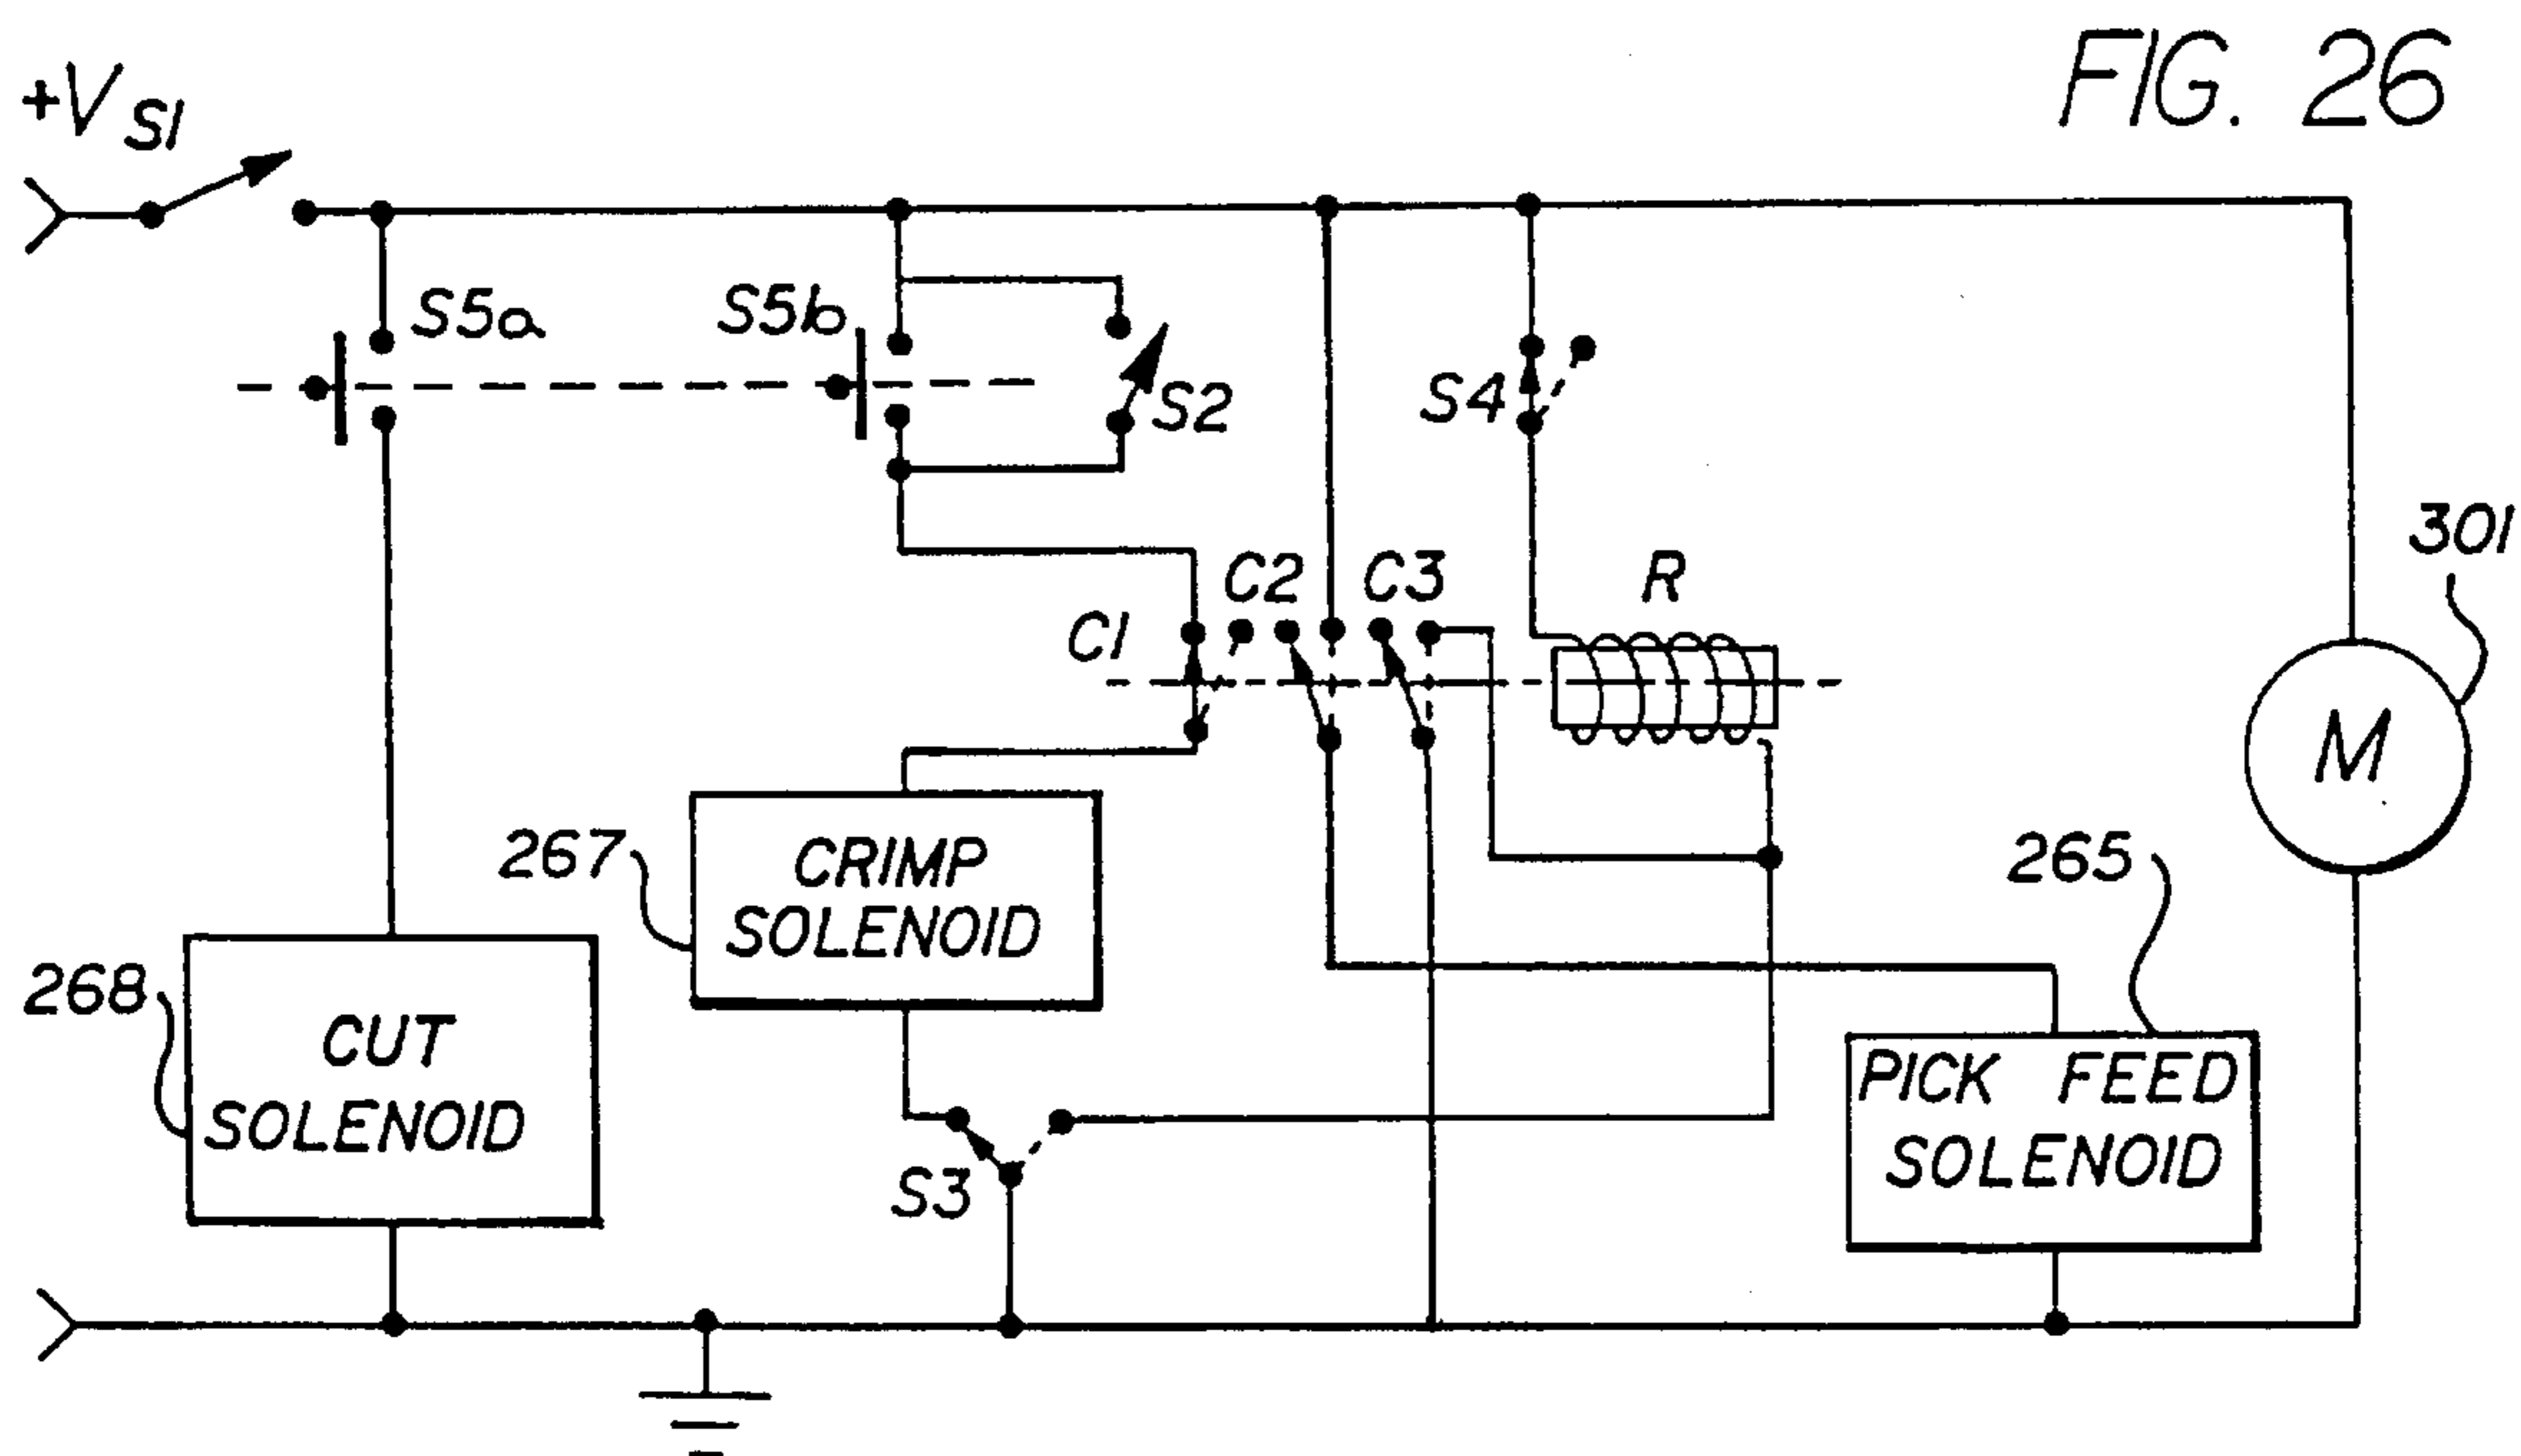 FIG. 26
+V S1
S5a
S5b
S2
S4
301
C1
C2
C3
R
M
267
CRIMP
SOLENOID
265
268
CUT
SOLENOID
PICK FEED
SOLENOID
S3